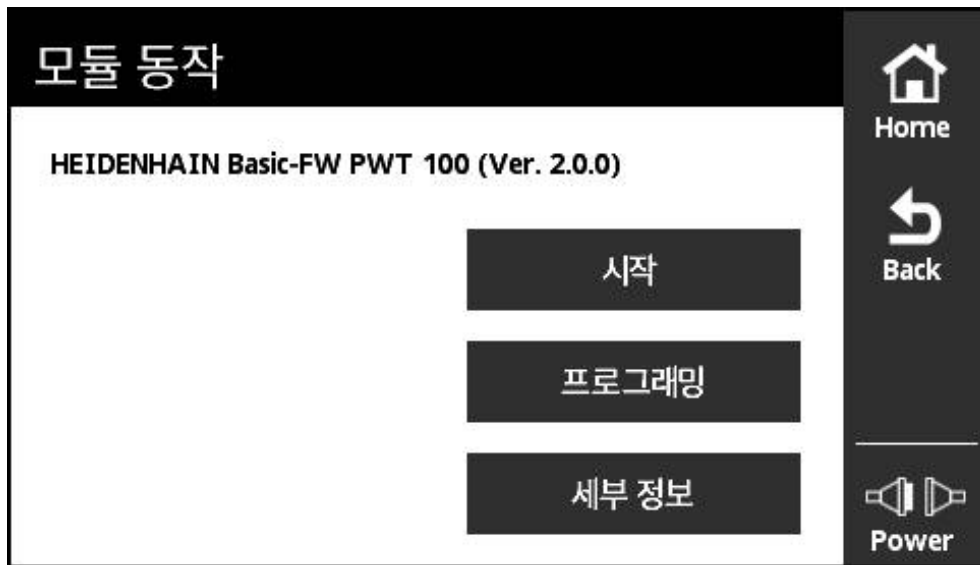 모듈 동작
HEIDENHAIN Basic-FW PWT 100 (Ver. 2.0.0)
시작
프로그래밍
세부 정보
Home
Back
Power